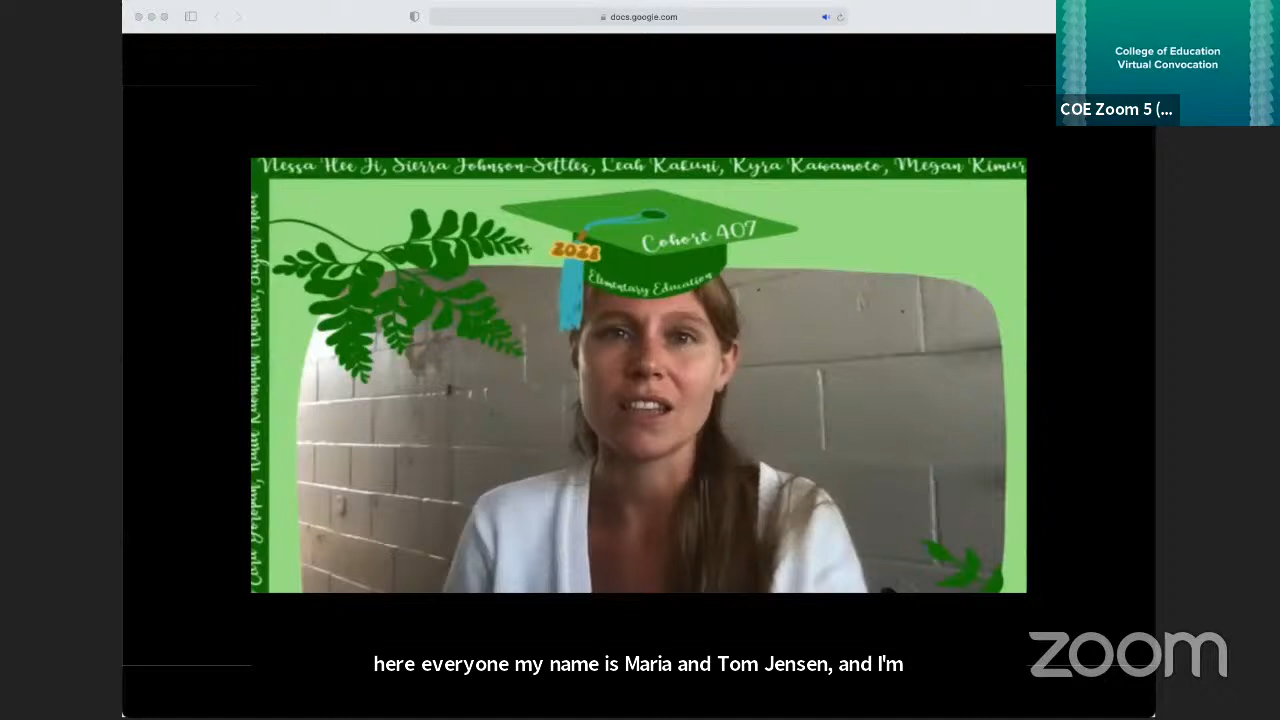 docs.google.com
College of Education
Virtual Convocation
COE Zoom 5 (...
Nessa Hee Ji, Sierra Johnson-Settles, Leah Kakuni, Kyra Kawamoto, Megan Kimur
Cohort 407
2021
Elementary Education
here everyone my name is Maria and Tom Jensen, and I'm
zoom